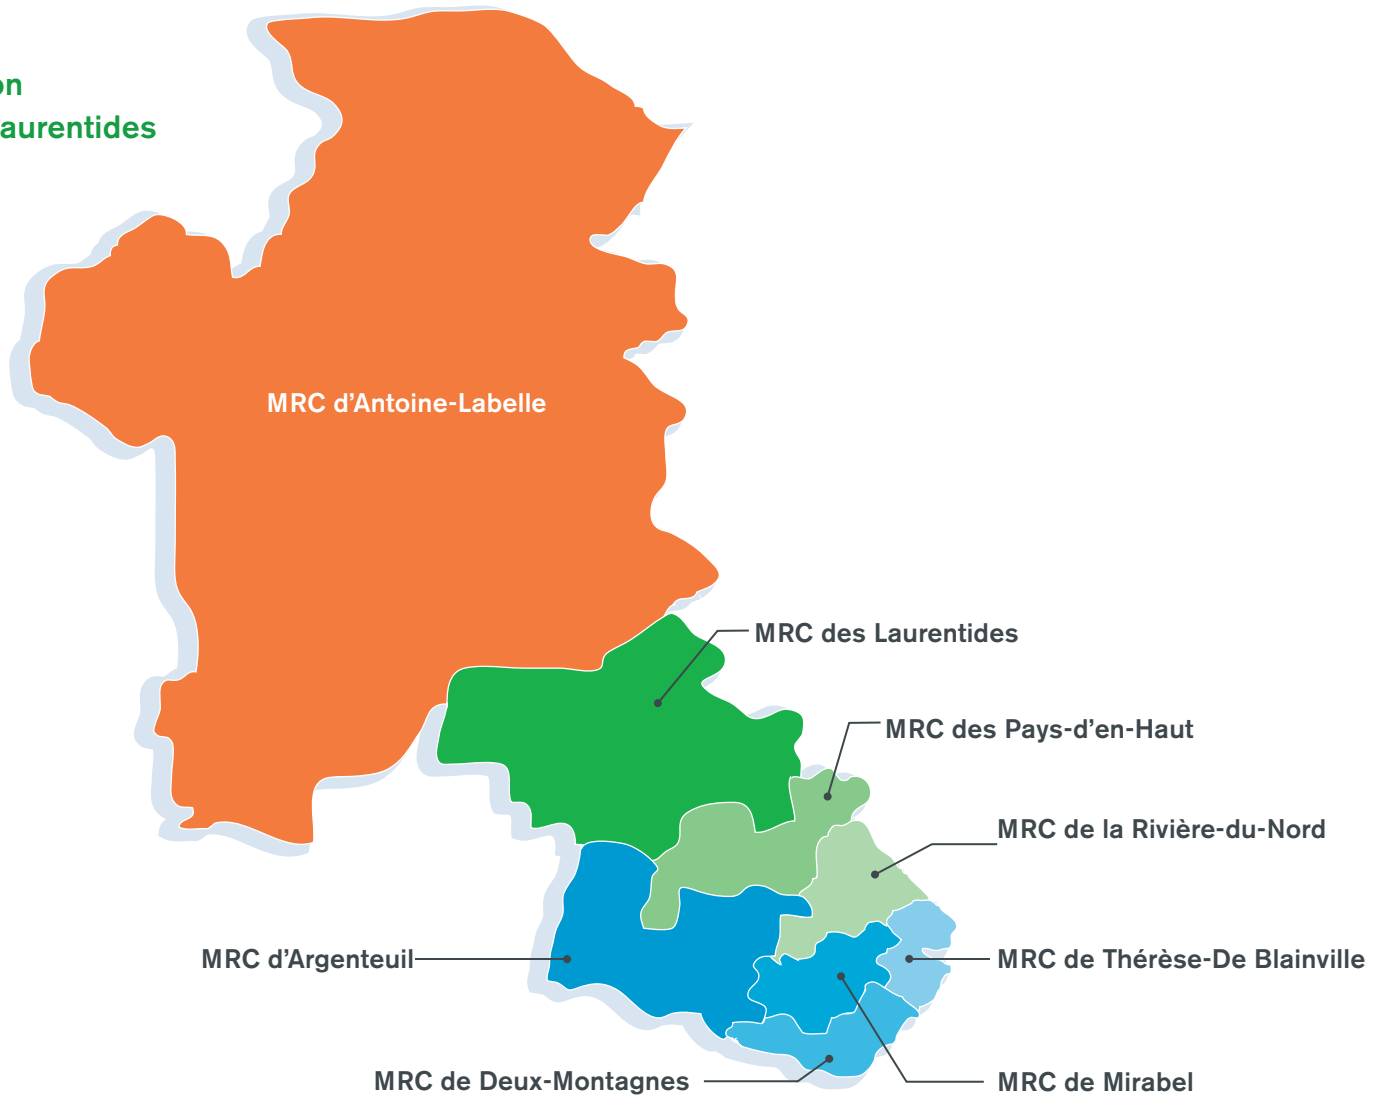 on
aurentides
MRC d’Antoine-Labelle
MRC des Laurentides
MRC des Pays-d’en-Haut
MRC de la Rivière-du-Nord
MRC d’Argenteuil
MRC de Thérèse-De Blainville
MRC de Deux-Montagnes
MRC de Mirabel